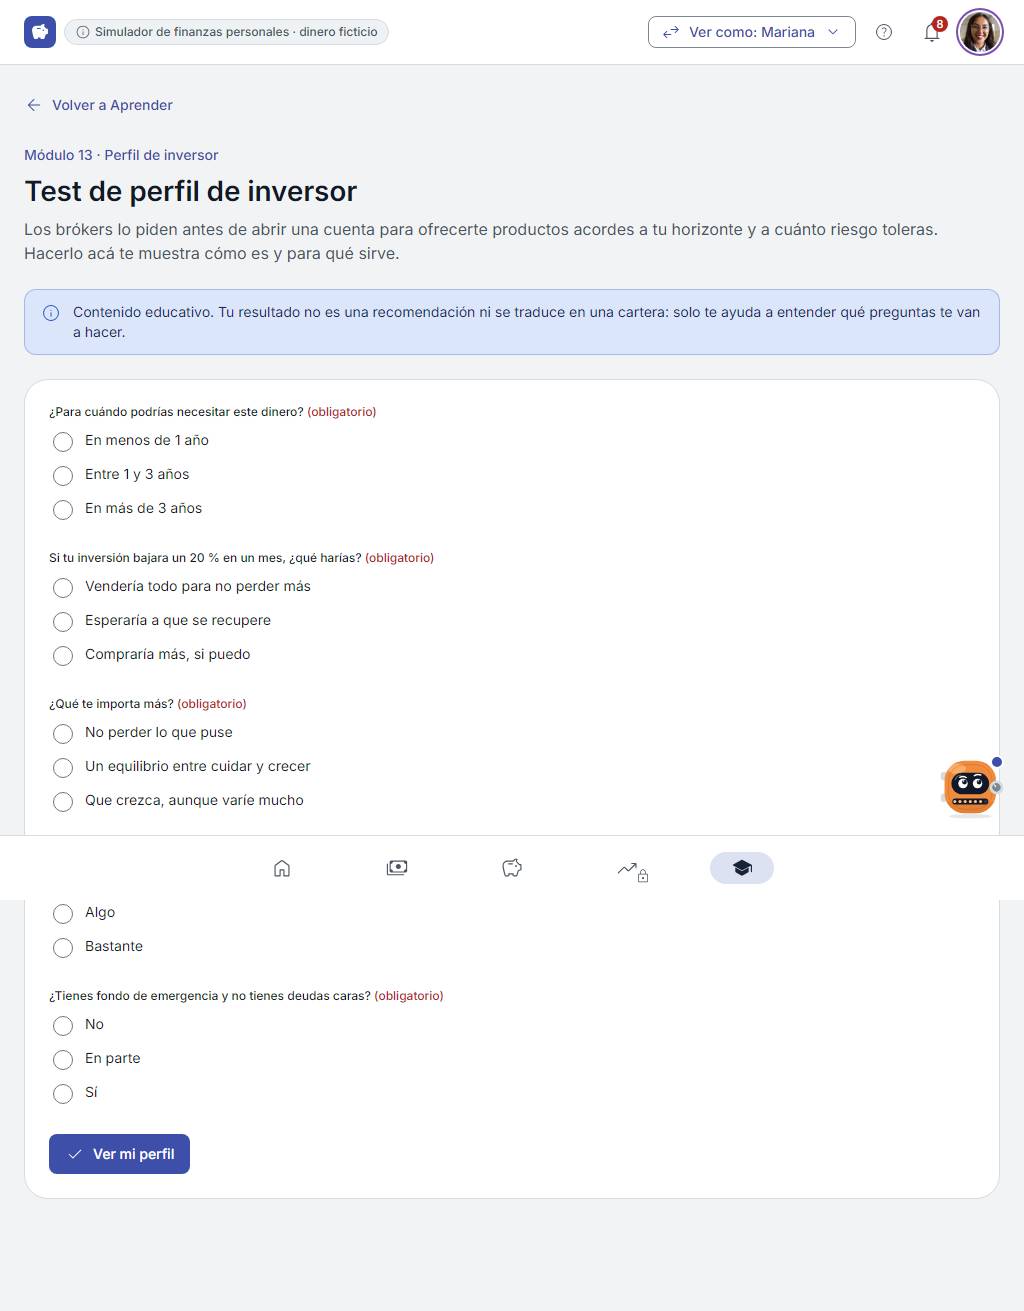 Simulador de finanzas personales · dinero ficticio
Ver como: Mariana
8
Volver a Aprender
Módulo 13 · Perfil de inversor
Test de perfil de inversor
Los brókers lo piden antes de abrir una cuenta para ofrecerte productos acordes a tu horizonte y a cuánto riesgo toleras.
Hacerlo acá te muestra cómo es y para qué sirve.
Contenido educativo. Tu resultado no es una recomendación ni se traduce en una cartera: solo te ayuda a entender qué preguntas te van
a hacer.
¿Para cuándo podrías necesitar este dinero? (obligatorio)
En menos de 1 año
Entre 1 y 3 años
En más de 3 años
Si tu inversión bajara un 20 % en un mes, ¿qué harías? (obligatorio)
Vendería todo para no perder más
Esperaría a que se recupere
Compraría más, si puedo
¿Qué te importa más? (obligatorio)
No perder lo que puse
Un equilibrio entre cuidar y crecer
Que crezca, aunque varíe mucho
Algo
Bastante
¿Tienes fondo de emergencia y no tienes deudas caras? (obligatorio)
No
En parte
Sí
Ver mi perfil